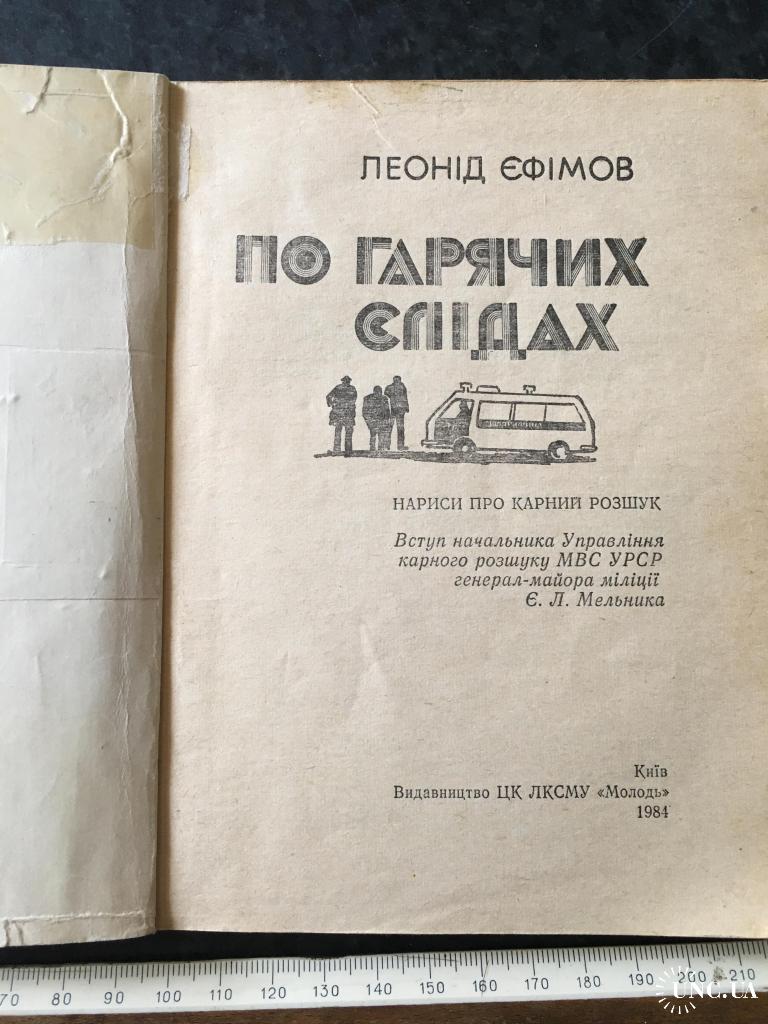 ЛЕОНІД ЄФІМОВ
ПО ГАРЯЧИХ
СЛІДАХ
НАРИСИ ПРО КАРНИЙ РОЗШУК
Вступ начальника Управління
карного розшуку МВС УРСР
генерал-майора міліції
Є. Л. Мельника
Київ
Видавництво ЦК ЛКСМУ «Молодь»
1984
70 80 90 100 110 120 130 140 150 160 170 180 190 200 210
UNC.UA